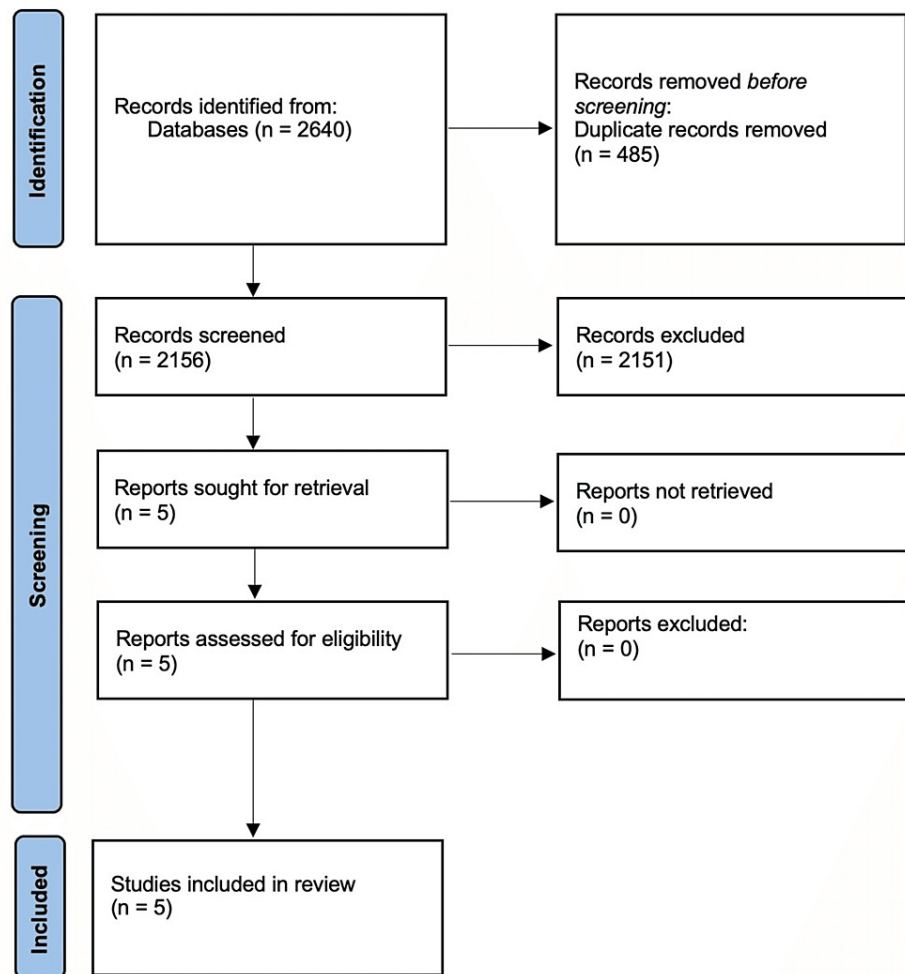 Identification
Records identified from:
Databases (n = 2640)
Records removed before
screening:
Duplicate records removed
(n = 485)
Screening
Records screened
(n = 2156)
Records excluded
(n = 2151)
Reports sought for retrieval
(n = 5)
Reports not retrieved
(n = 0)
Reports assessed for eligibility
(n = 5)
Reports excluded:
(n = 0)
Included
Studies included in review
(n = 5)